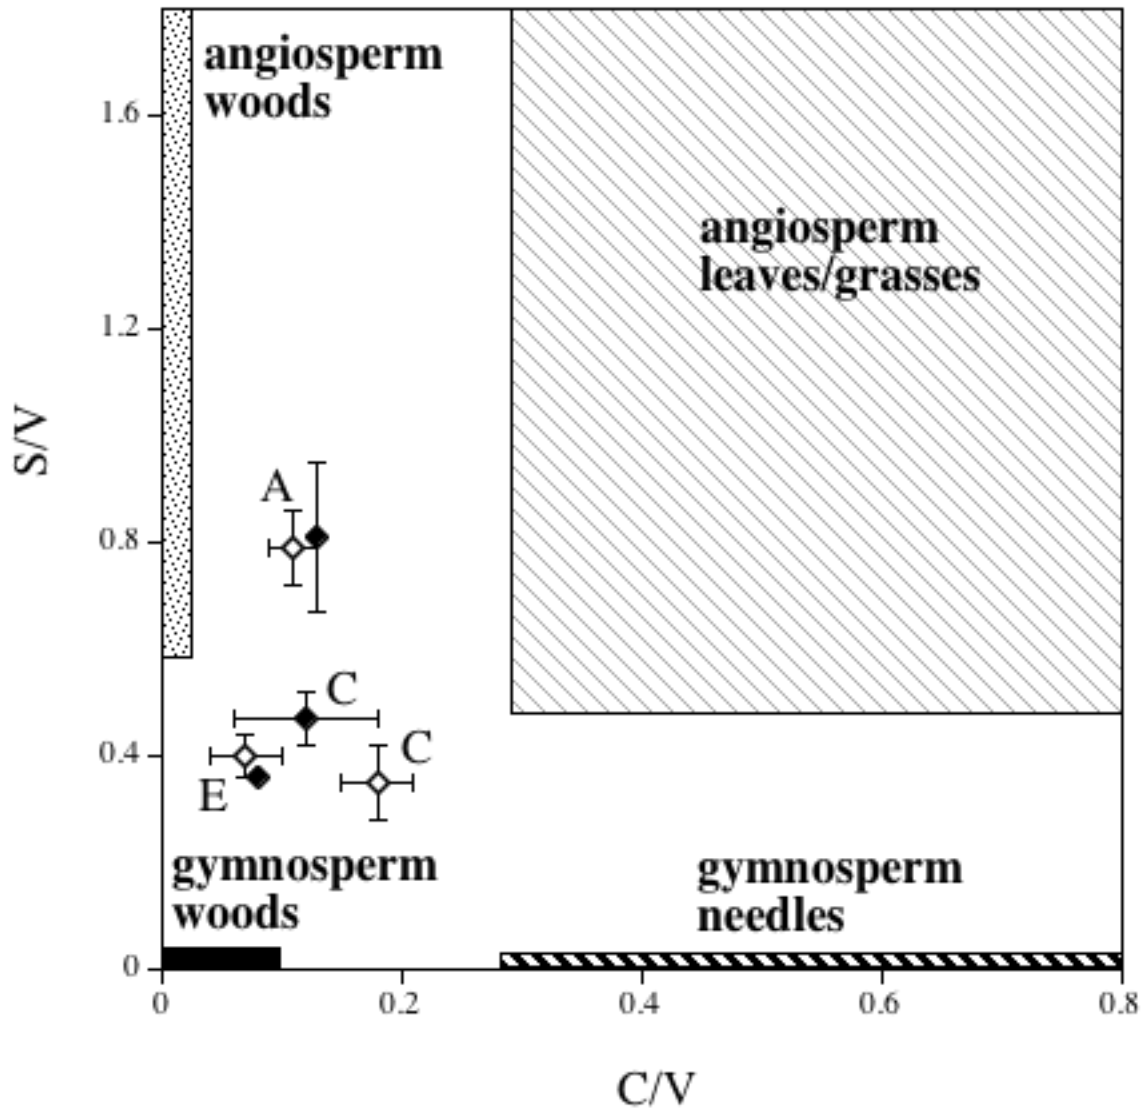 angiosperm
woods
1.6
angiosperm
leaves/grasses
1.2
S/V
A
0.8
C
C
0.4
E
gymnosperm
woods
gymnosperm
needles
0
0
0.2
0.4
0.6
0.8
C/V